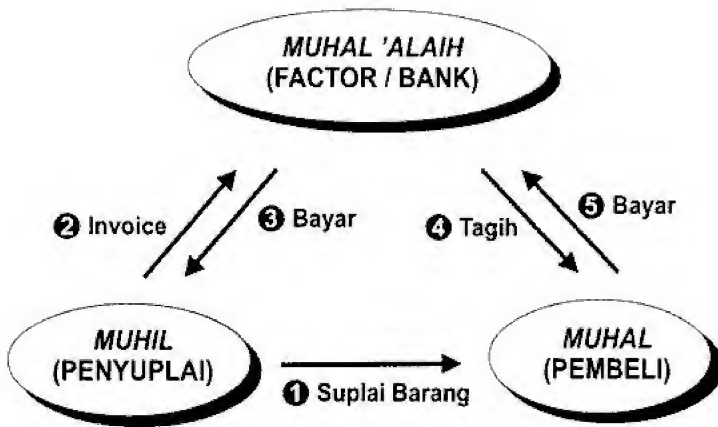 MUHAL 'ALAIH
(FACTOR / BANK)
❷ Invoice
❸ Bayar
❹ Tagih
❺ Bayar
MUHIL
(PENYUPLAI)
MUHAL
(PEMBELI)
❶ Suplai Barang